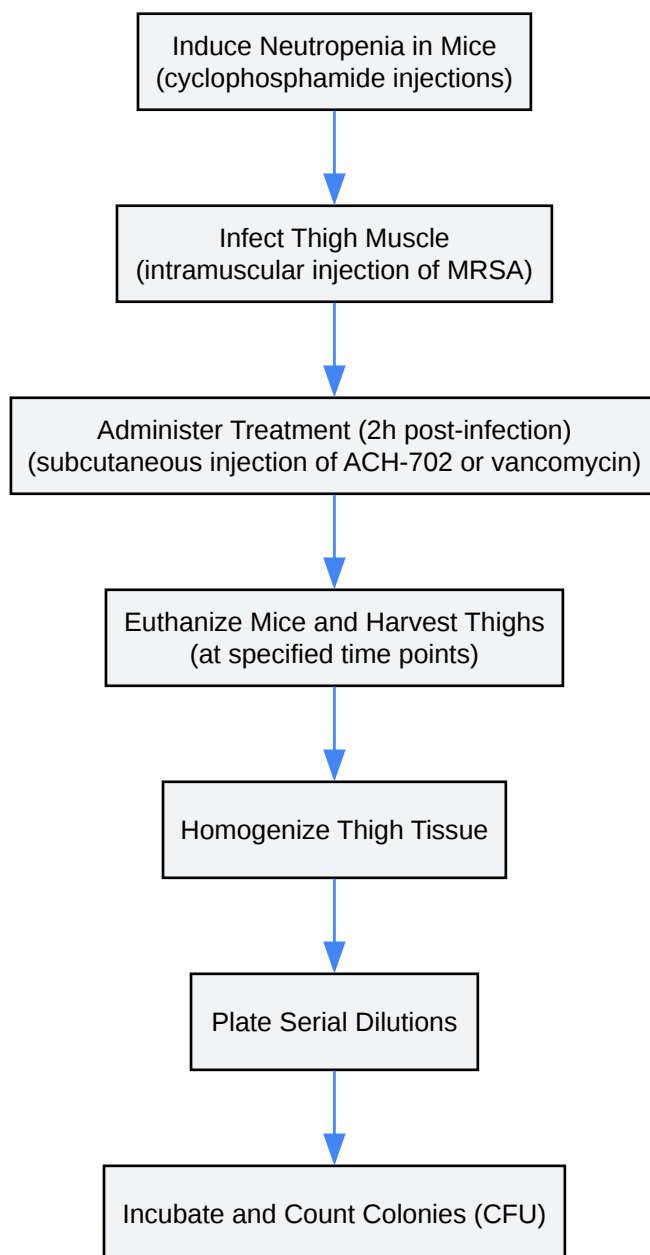 Induce Neutropenia in Mice
(cyclophosphamide injections)
Infect Thigh Muscle
(intramuscular injection of MRSA)
Administer Treatment (2h post-infection)
(subcutaneous injection of ACH-702 or vancomycin)
Euthanize Mice and Harvest Thighs
(at specified time points)
Homogenize Thigh Tissue
Plate Serial Dilutions
Incubate and Count Colonies (CFU)